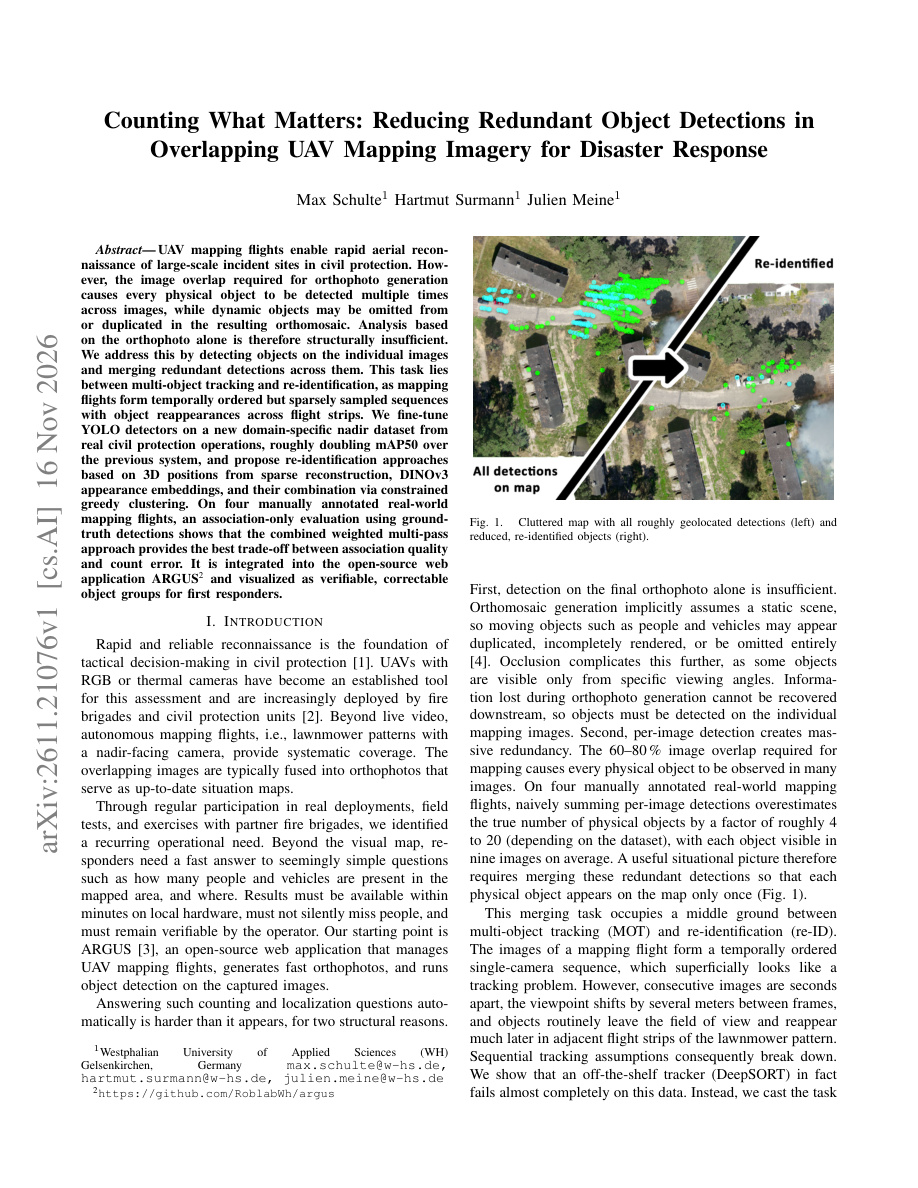 Counting What Matters: Reducing Redundant Object Detections in
Overlapping UAV Mapping Imagery for Disaster Response
Max Schulte1 Hartmut Surmann1 Julien Meine1
arXiv:2611.21076v1 [cs.AI] 16 Nov 2026
Abstract— UAV mapping flights enable rapid aerial recon-
naissance of large-scale incident sites in civil protection. How-
ever, the image overlap required for orthophoto generation
causes every physical object to be detected multiple times
across images, while dynamic objects may be omitted from
or duplicated in the resulting orthomosaic. Analysis based
on the orthophoto alone is therefore structurally insufficient.
We address this by detecting objects on the individual images
and merging redundant detections across them. This task lies
between multi-object tracking and re-identification, as mapping
flights form temporally ordered but sparsely sampled sequences
with object reappearances across flight strips. We fine-tune
YOLO detectors on a new domain-specific nadir dataset from
real civil protection operations, roughly doubling mAP50 over
the previous system, and propose re-identification approaches
based on 3D positions from sparse reconstruction, DINOv3
appearance embeddings, and their combination via constrained
greedy clustering. On four manually annotated real-world
mapping flights, an association-only evaluation using ground-
truth detections shows that the combined weighted multi-pass
approach provides the best trade-off between association quality
and count error. It is integrated into the open-source web
application ARGUS2 and visualized as verifiable, correctable
object groups for first responders.
I. INTRODUCTION
Rapid and reliable reconnaissance is the foundation of
tactical decision-making in civil protection [1]. UAVs with
RGB or thermal cameras have become an established tool
for this assessment and are increasingly deployed by fire
brigades and civil protection units [2]. Beyond live video,
autonomous mapping flights, i.e., lawnmower patterns with
a nadir-facing camera, provide systematic coverage. The
overlapping images are typically fused into orthophotos that
serve as up-to-date situation maps.
Through regular participation in real deployments, field
tests, and exercises with partner fire brigades, we identified
a recurring operational need. Beyond the visual map, re-
sponders need a fast answer to seemingly simple questions
such as how many people and vehicles are present in the
mapped area, and where. Results must be available within
minutes on local hardware, must not silently miss people, and
must remain verifiable by the operator. Our starting point is
ARGUS [3], an open-source web application that manages
UAV mapping flights, generates fast orthophotos, and runs
object detection on the captured images.
Answering such counting and localization questions auto-
matically is harder than it appears, for two structural reasons.
1Westphalian University of Applied Sciences (WH)
Gelsenkirchen, Germany max.schulte@w-hs.de,
hartmut.surmann@w-hs.de, julien.meine@w-hs.de
2https://github.com/RoblabWh/argus
Re-identified
All detections
on map
Fig. 1. Cluttered map with all roughly geolocated detections (left) and
reduced, re-identified objects (right).
First, detection on the final orthophoto alone is insufficient.
Orthomosaic generation implicitly assumes a static scene,
so moving objects such as people and vehicles may appear
duplicated, incompletely rendered, or be omitted entirely
[4]. Occlusion complicates this further, as some objects
are visible only from specific viewing angles. Informa-
tion lost during orthophoto generation cannot be recovered
downstream, so objects must be detected on the individual
mapping images. Second, per-image detection creates mas-
sive redundancy. The 60–80 % image overlap required for
mapping causes every physical object to be observed in many
images. On four manually annotated real-world mapping
flights, naively summing per-image detections overestimates
the true number of physical objects by a factor of roughly 4
to 20 (depending on the dataset), with each object visible in
nine images on average. A useful situational picture therefore
requires merging these redundant detections so that each
physical object appears on the map only once (Fig. 1).
This merging task occupies a middle ground between
multi-object tracking (MOT) and re-identification (re-ID).
The images of a mapping flight form a temporally ordered
single-camera sequence, which superficially looks like a
tracking problem. However, consecutive images are seconds
apart, the viewpoint shifts by several meters between frames,
and objects routinely leave the field of view and reappear
much later in adjacent flight strips of the lawnmower pattern.
Sequential tracking assumptions consequently break down.
We show that an off-the-shelf tracker (DeepSORT) in fact
fails almost completely on this data. Instead, we cast the task